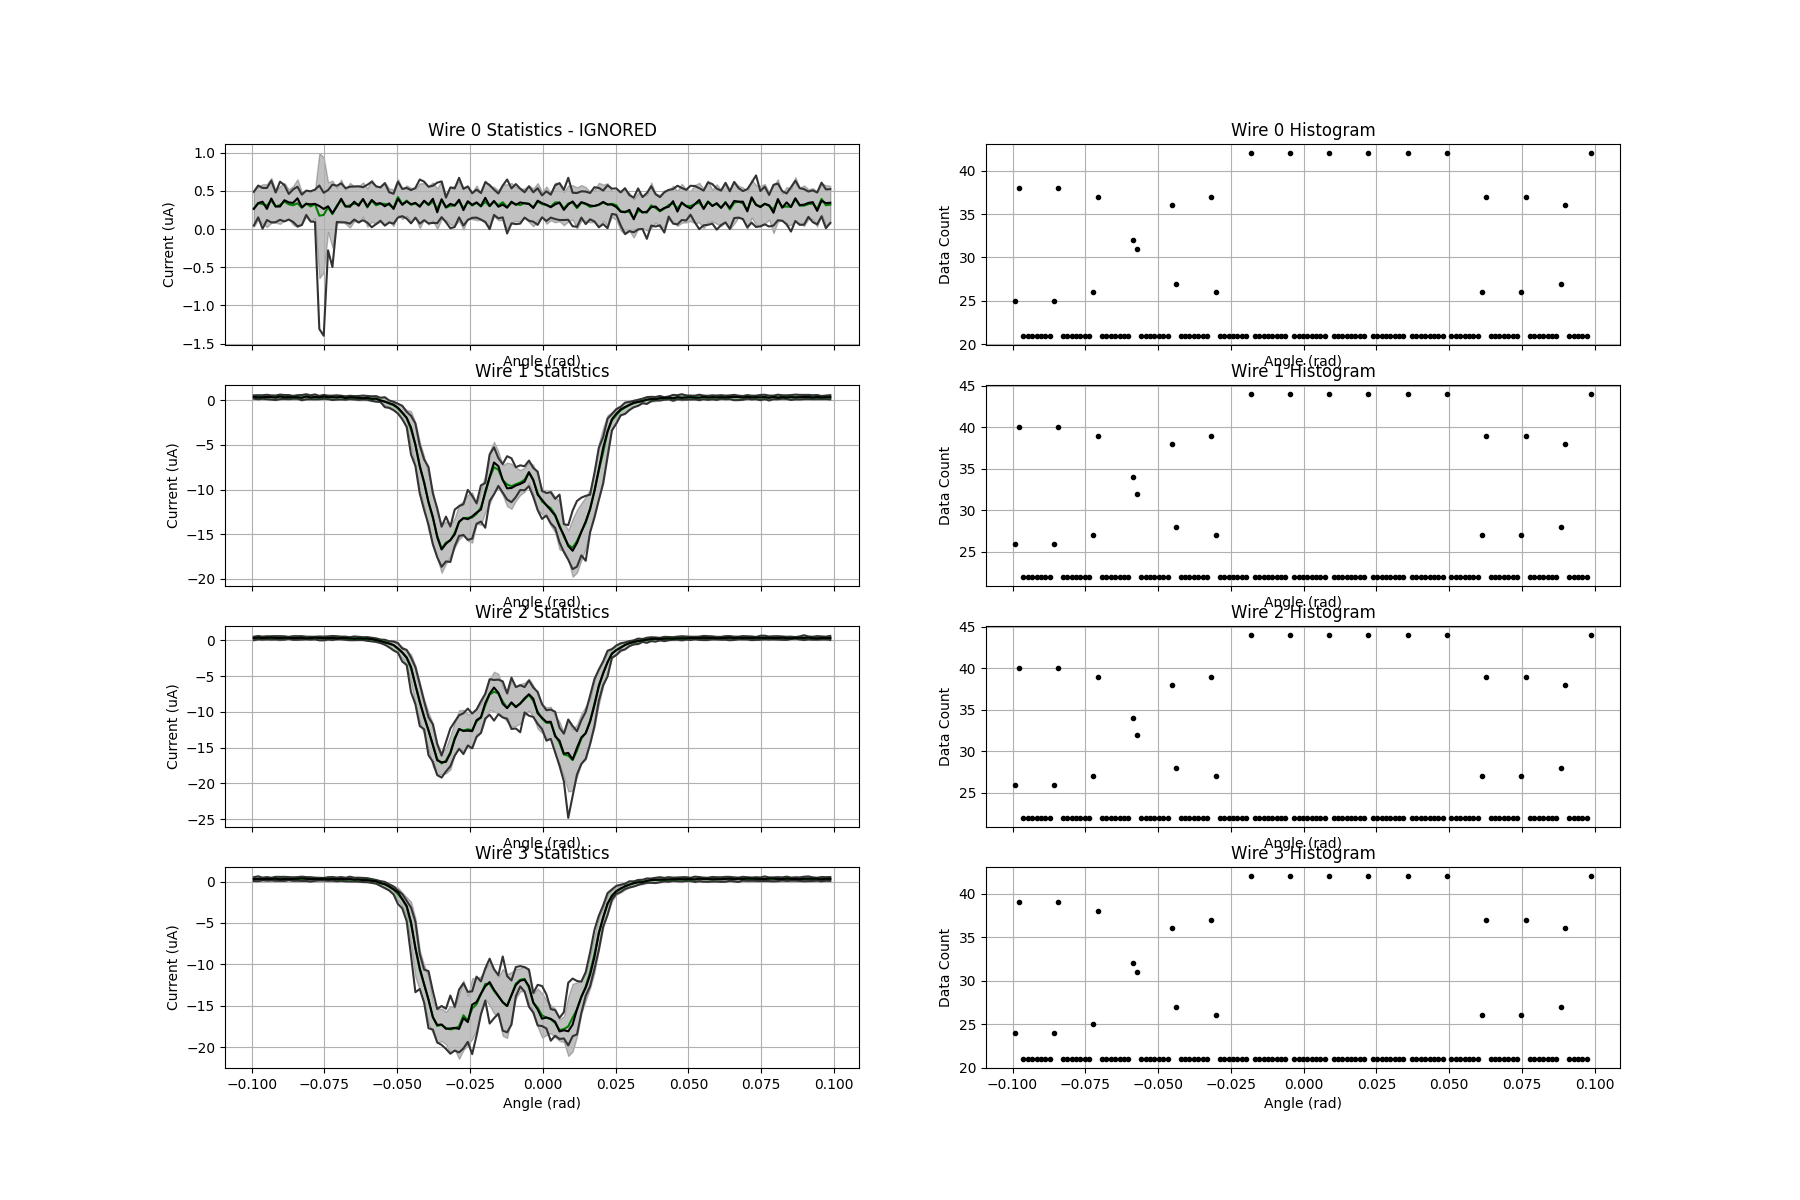 Wire 0 Statistics - IGNORED
1.0
0.5
0.0
−0.5
−1.0
−1.5
Current (uA)
Angle (rad)
Wire 0 Histogram
40
35
30
25
20
Data Count
Angle (rad)
Wire 1 Statistics
0
−5
−10
−15
−20
Current (uA)
Angle (rad)
Wire 1 Histogram
45
40
35
30
25
Data Count
Angle (rad)
Wire 2 Statistics
0
−5
−10
−15
−20
−25
Current (uA)
Angle (rad)
Wire 2 Histogram
45
40
35
30
25
Data Count
Angle (rad)
Wire 3 Statistics
0
−5
−10
−15
−20
Current (uA)
−0.100 −0.075 −0.050 −0.025 0.000 0.025 0.050 0.075 0.100
Angle (rad)
Wire 3 Histogram
40
35
30
25
20
Data Count
−0.100 −0.075 −0.050 −0.025 0.000 0.025 0.050 0.075 0.100
Angle (rad)